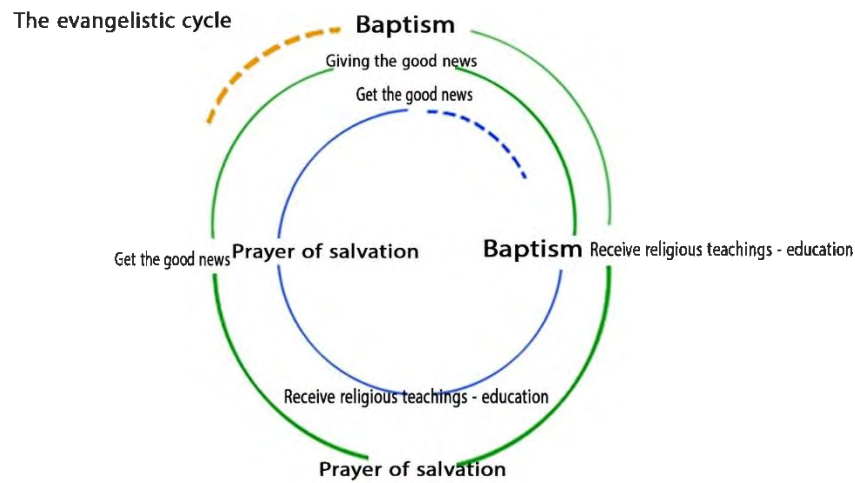 The evangelistic cycle
Baptism
Giving the good news
Get the good news
Get the good news
Prayer of salvation
Baptism
Receive religious teachings - education
Receive religious teachings - education
Prayer of salvation